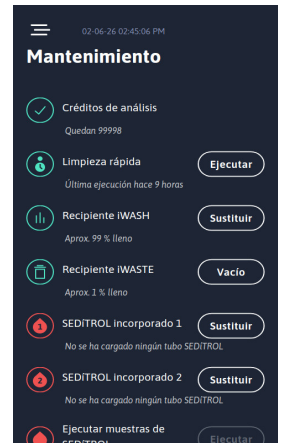 02-06-26 02:45:06 PM
Mantenimiento
Créditos de análisis
Quedan 99998
Limpieza rápida
Ejecutar
Última ejecución hace 9 horas
Recipiente iWASH
Sustituir
Aprox. 99 % lleno
Recipiente iWASTE
Vacío
Aprox. 1 % lleno
1
SEDiTROL incorporado 1
Sustituir
No se ha cargado ningún tubo SEDiTROL
2
SEDiTROL incorporado 2
Sustituir
No se ha cargado ningún tubo SEDiTROL
Ejecutar muestras de
SEDiTROL
Ejecutar